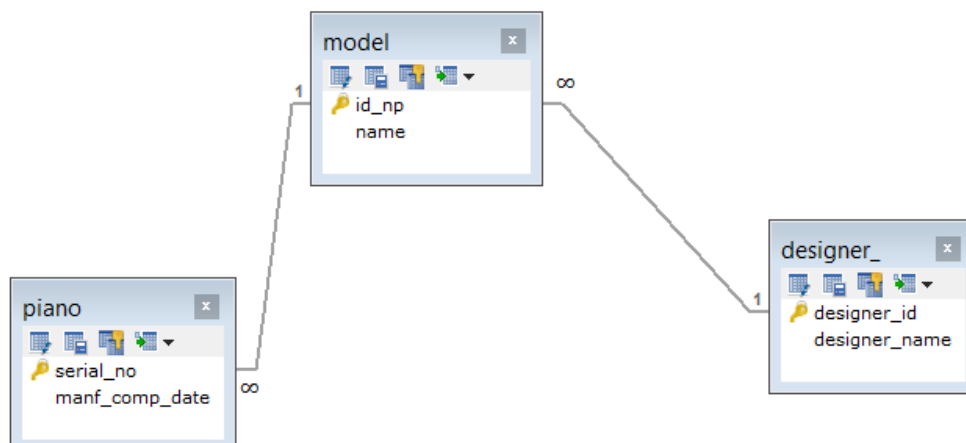 model
x
1
∞
id_np
name
designer_
x
1
designer_id
designer_name
piano
x
serial_no
∞
manf_comp_date